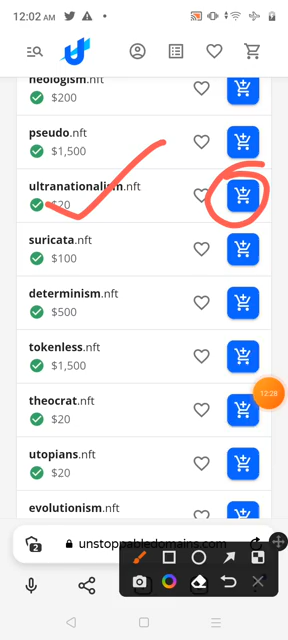 12:02 AM
neologism.nft
$200
pseudo.nft
$1,500
ultranationalism.nft
$20
suricata.nft
$100
determinism.nft
$500
tokenless.nft
$1,500
theocrat.nft
$20
12:28
utopians.nft
$20
evolutionism.nft
2
unstoppabledomains.com